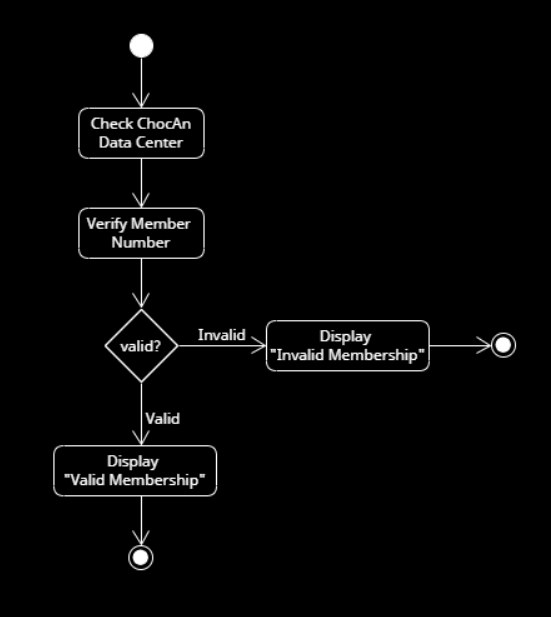 Check ChocAn
Data Center
Verify Member
Number
valid?
Invalid
Display
"Invalid Membership"
Valid
Display
"Valid Membership"